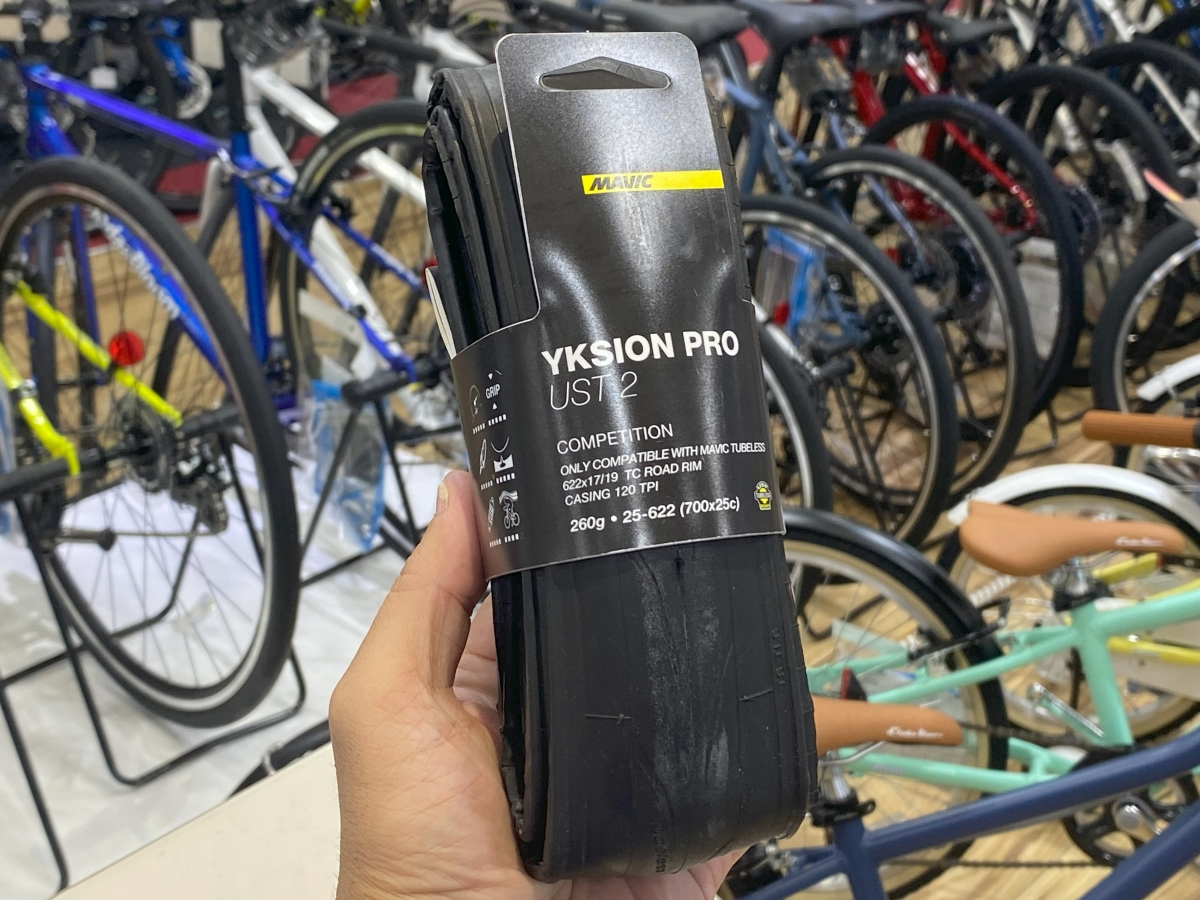 MAVIC
YKSION PRO
UST 2
GRIP
COMPETITION
ONLY COMPATIBLE WITH MAVIC TUBELESS
622x17/19 TC ROAD RIM
CASING 120 TPI
260g • 25-622 (700x25c)